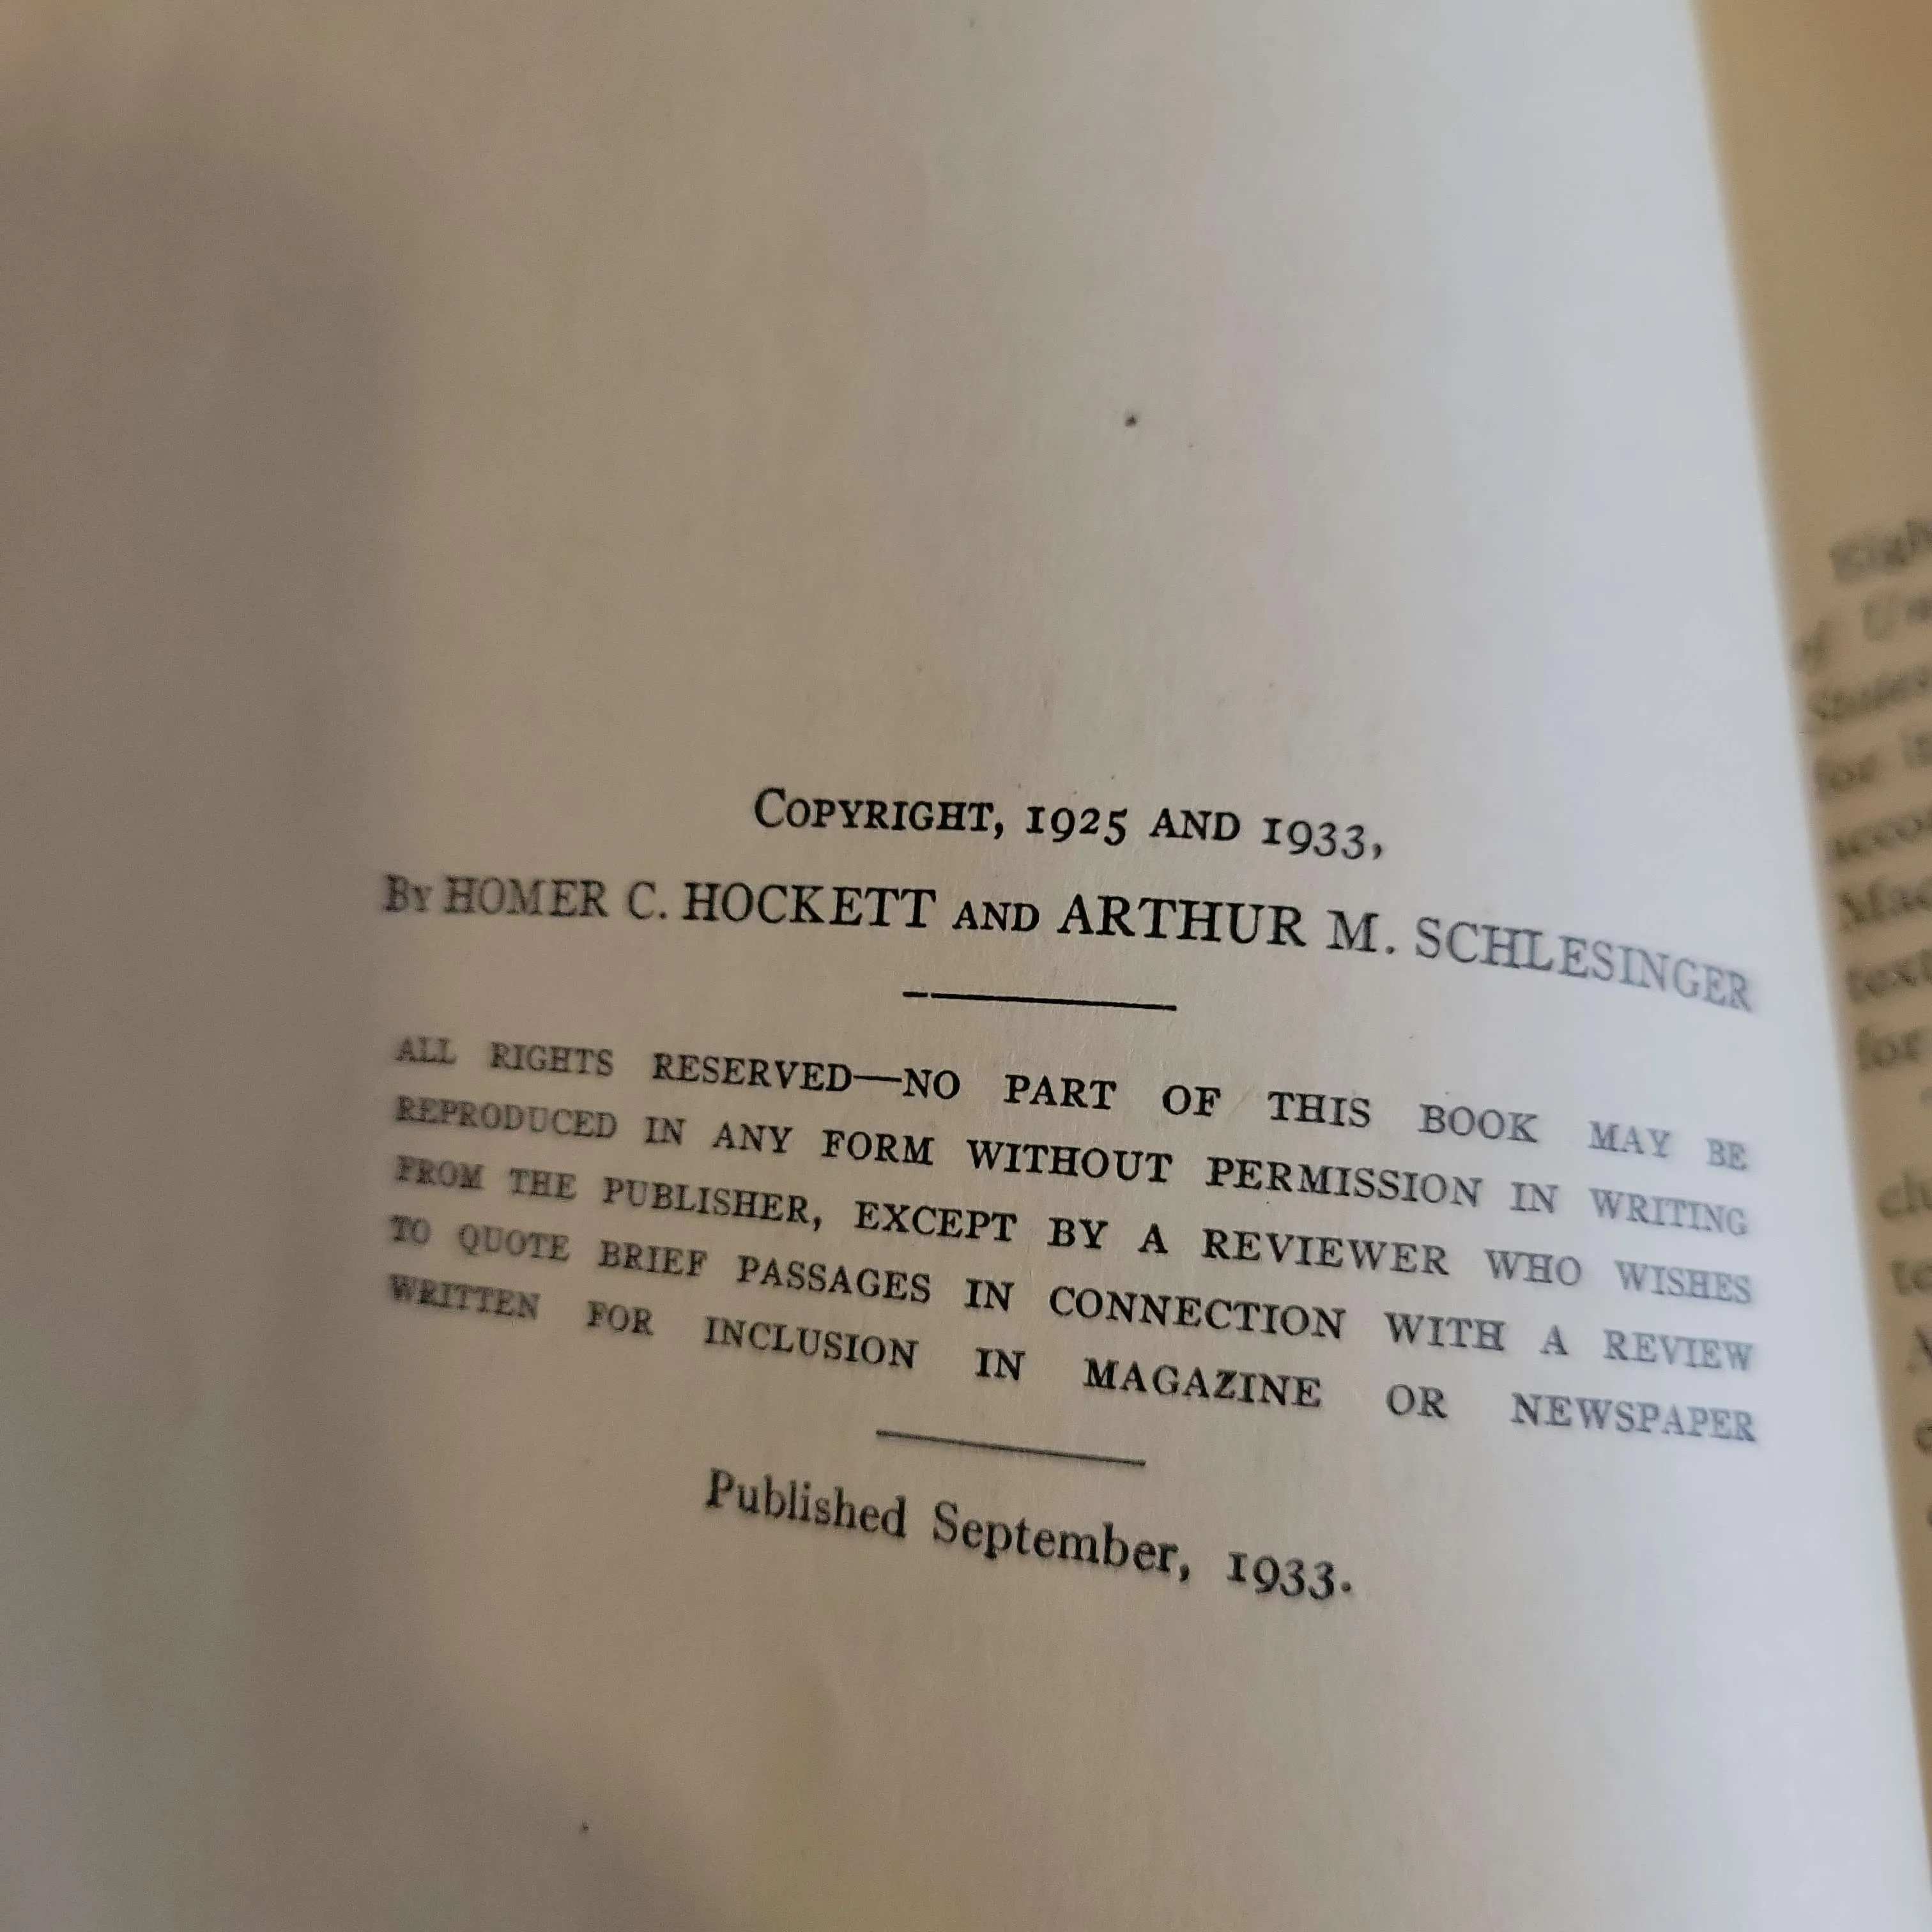 COPYRIGHT, 1925 AND 1933,
BY HOMER C. HOCKETT AND ARTHUR M. SCHLESINGER
ALL RIGHTS RESERVED—NO PART OF THIS BOOK MAY BE
REPRODUCED IN ANY FORM WITHOUT PERMISSION IN WRITING
FROM THE PUBLISHER, EXCEPT BY A REVIEWER WHO WISHES
TO QUOTE BRIEF PASSAGES IN CONNECTION WITH A REVIEW
WRITTEN FOR INCLUSION IN MAGAZINE OR NEWSPAPER
Published September, 1933.
for